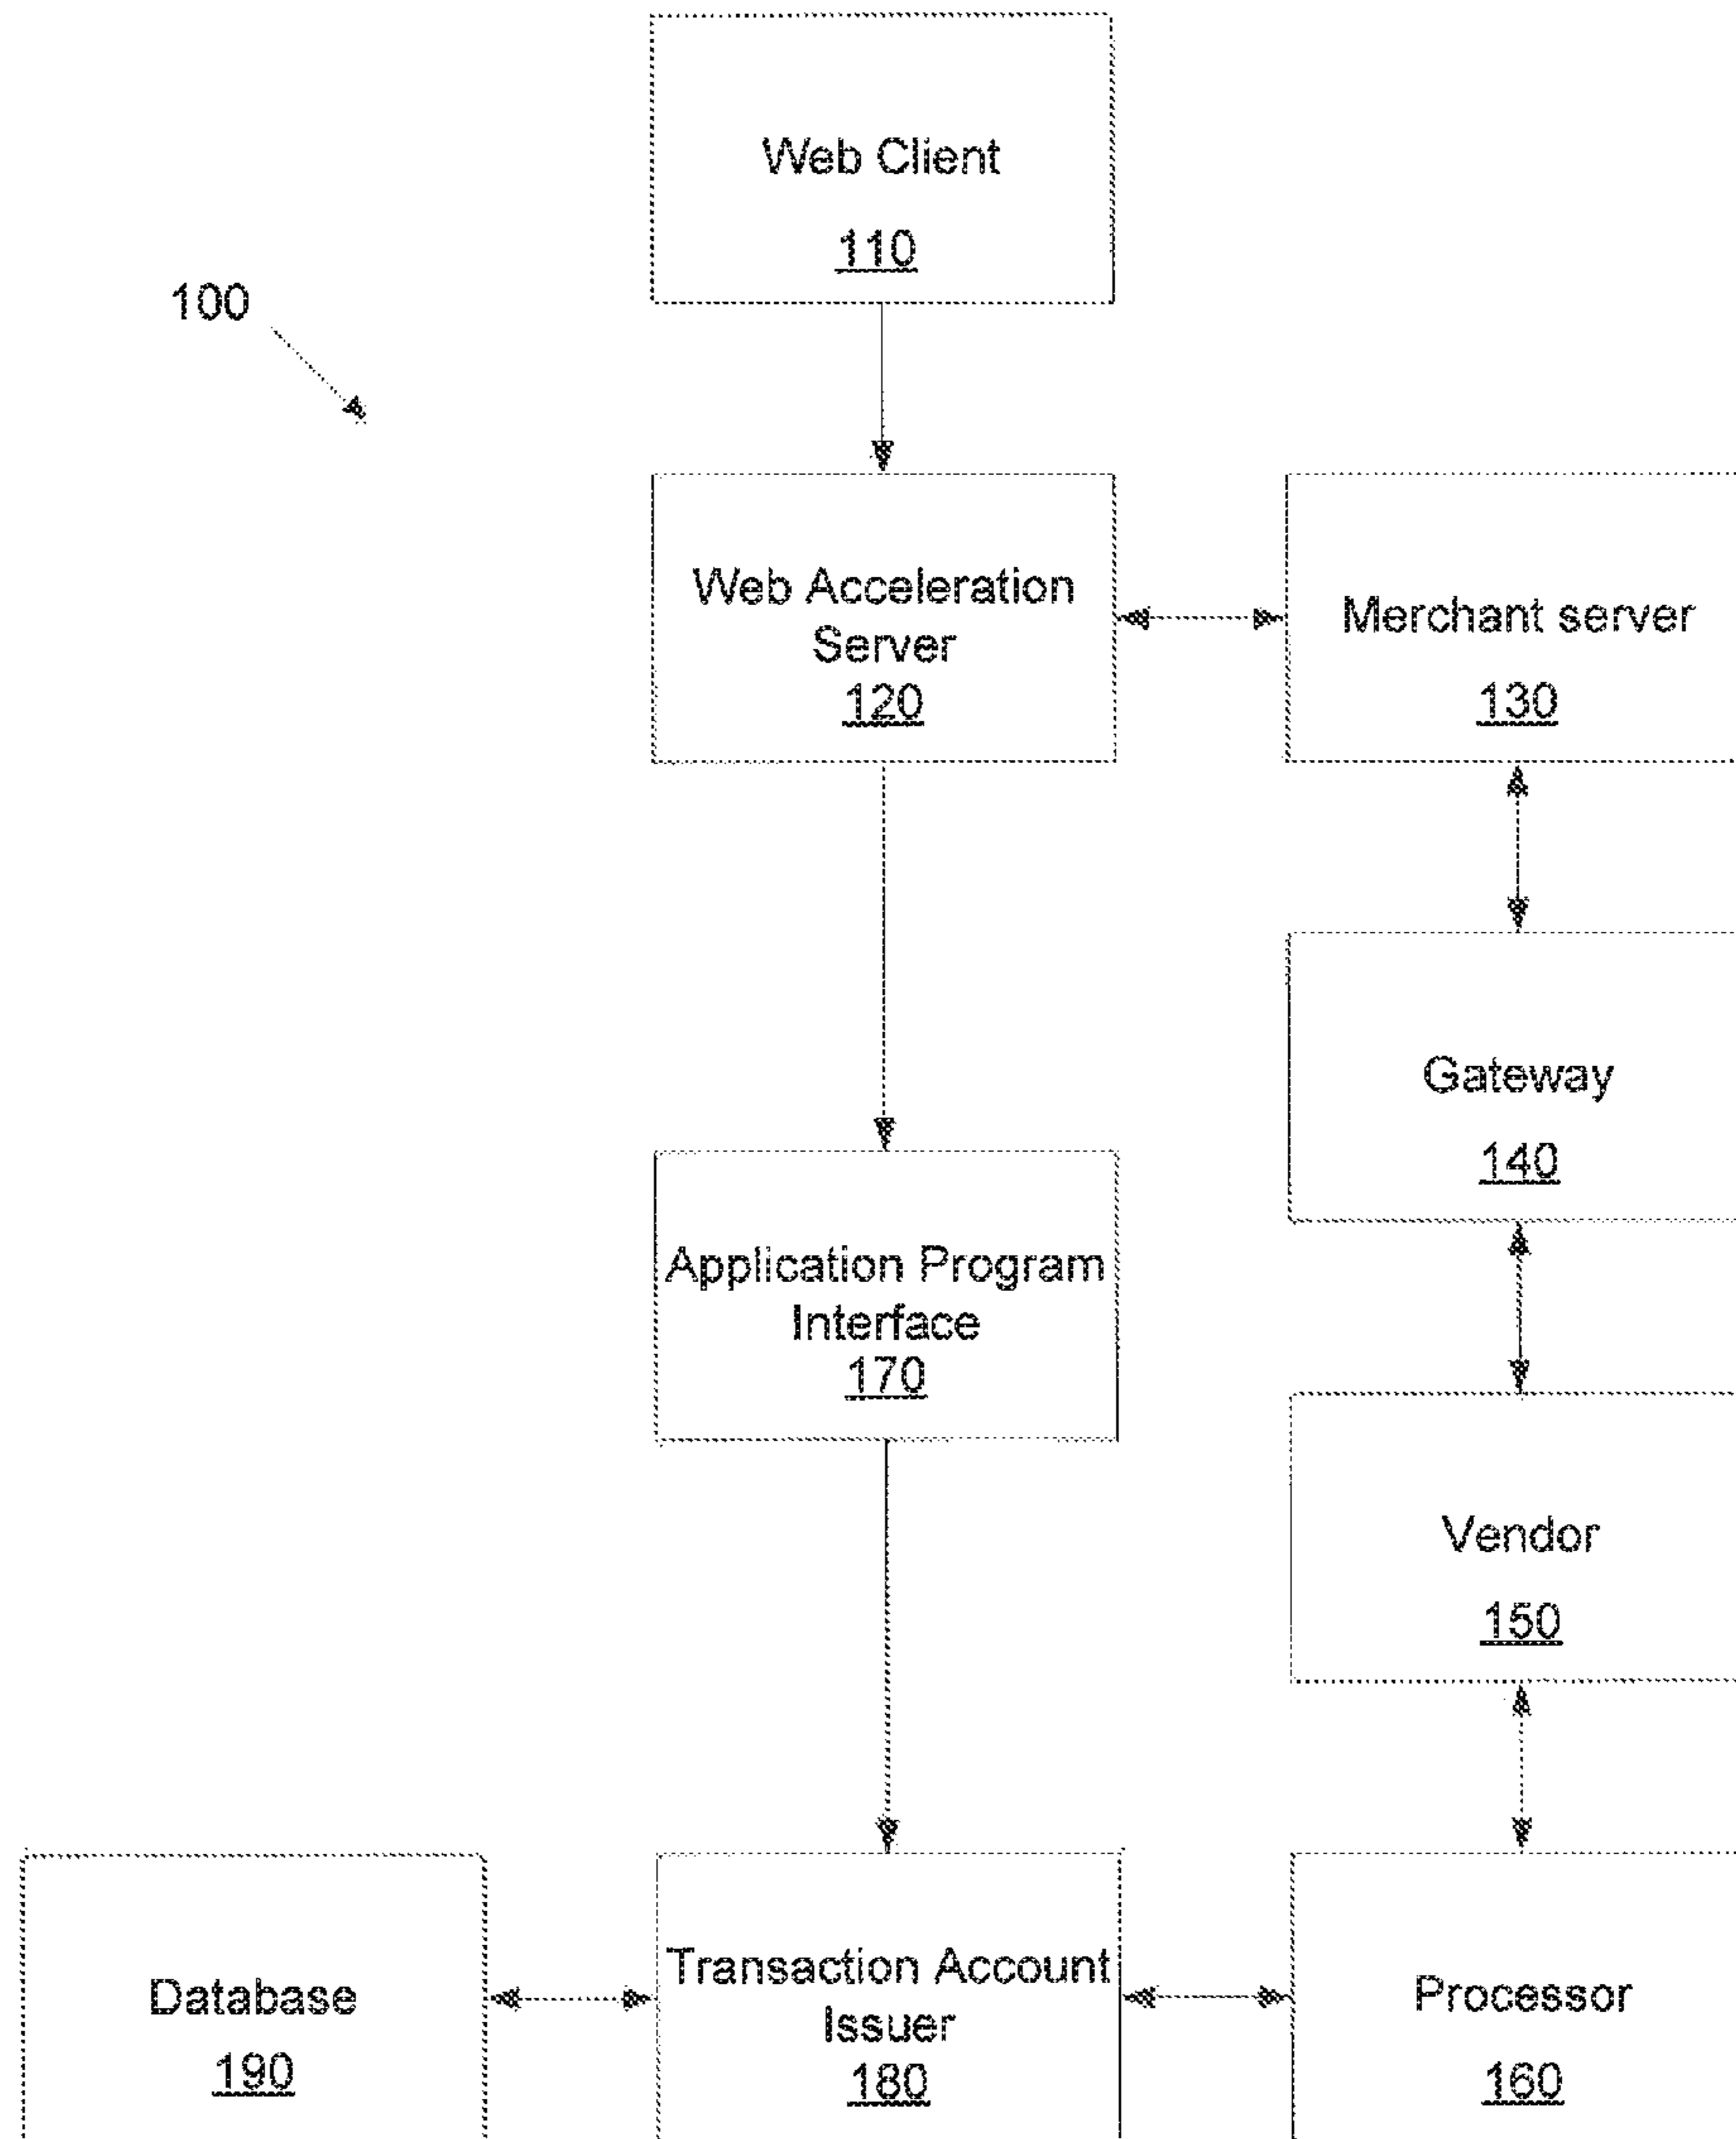 Web Client
110
100
Web Acceleration
Server
120
Merchant server
130
Gateway
140
Application Program
Interface
170
Vendor
150
Database
190
Transaction Account
Issuer
180
Processor
160